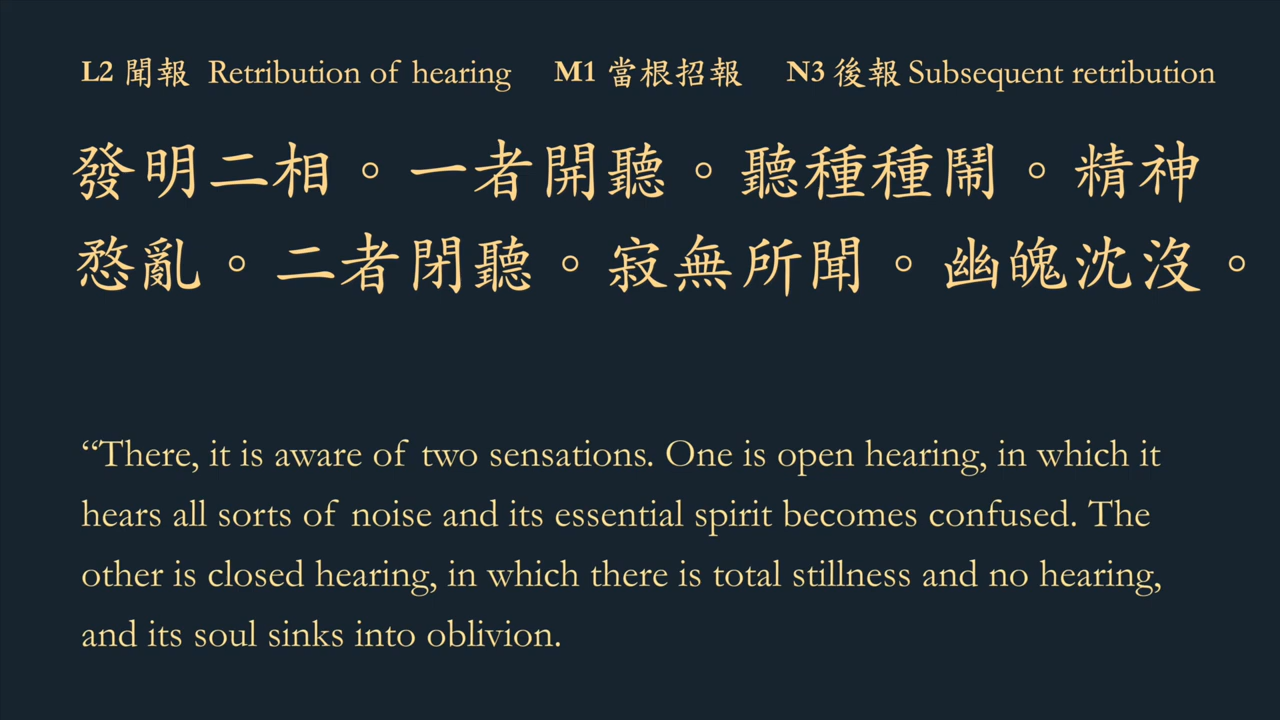 L2 聞報 Retribution of hearing M1 當根招報 N3 後報 Subsequent retribution
發明二相。一者開聽。聽種種鬧。精神
愗亂。二者閉聽。寂無所聞。幽魄沈沒。
“There, it is aware of two sensations. One is open hearing, in which it
hears all sorts of noise and its essential spirit becomes confused. The
other is closed hearing, in which there is total stillness and no hearing,
and its soul sinks into oblivion.